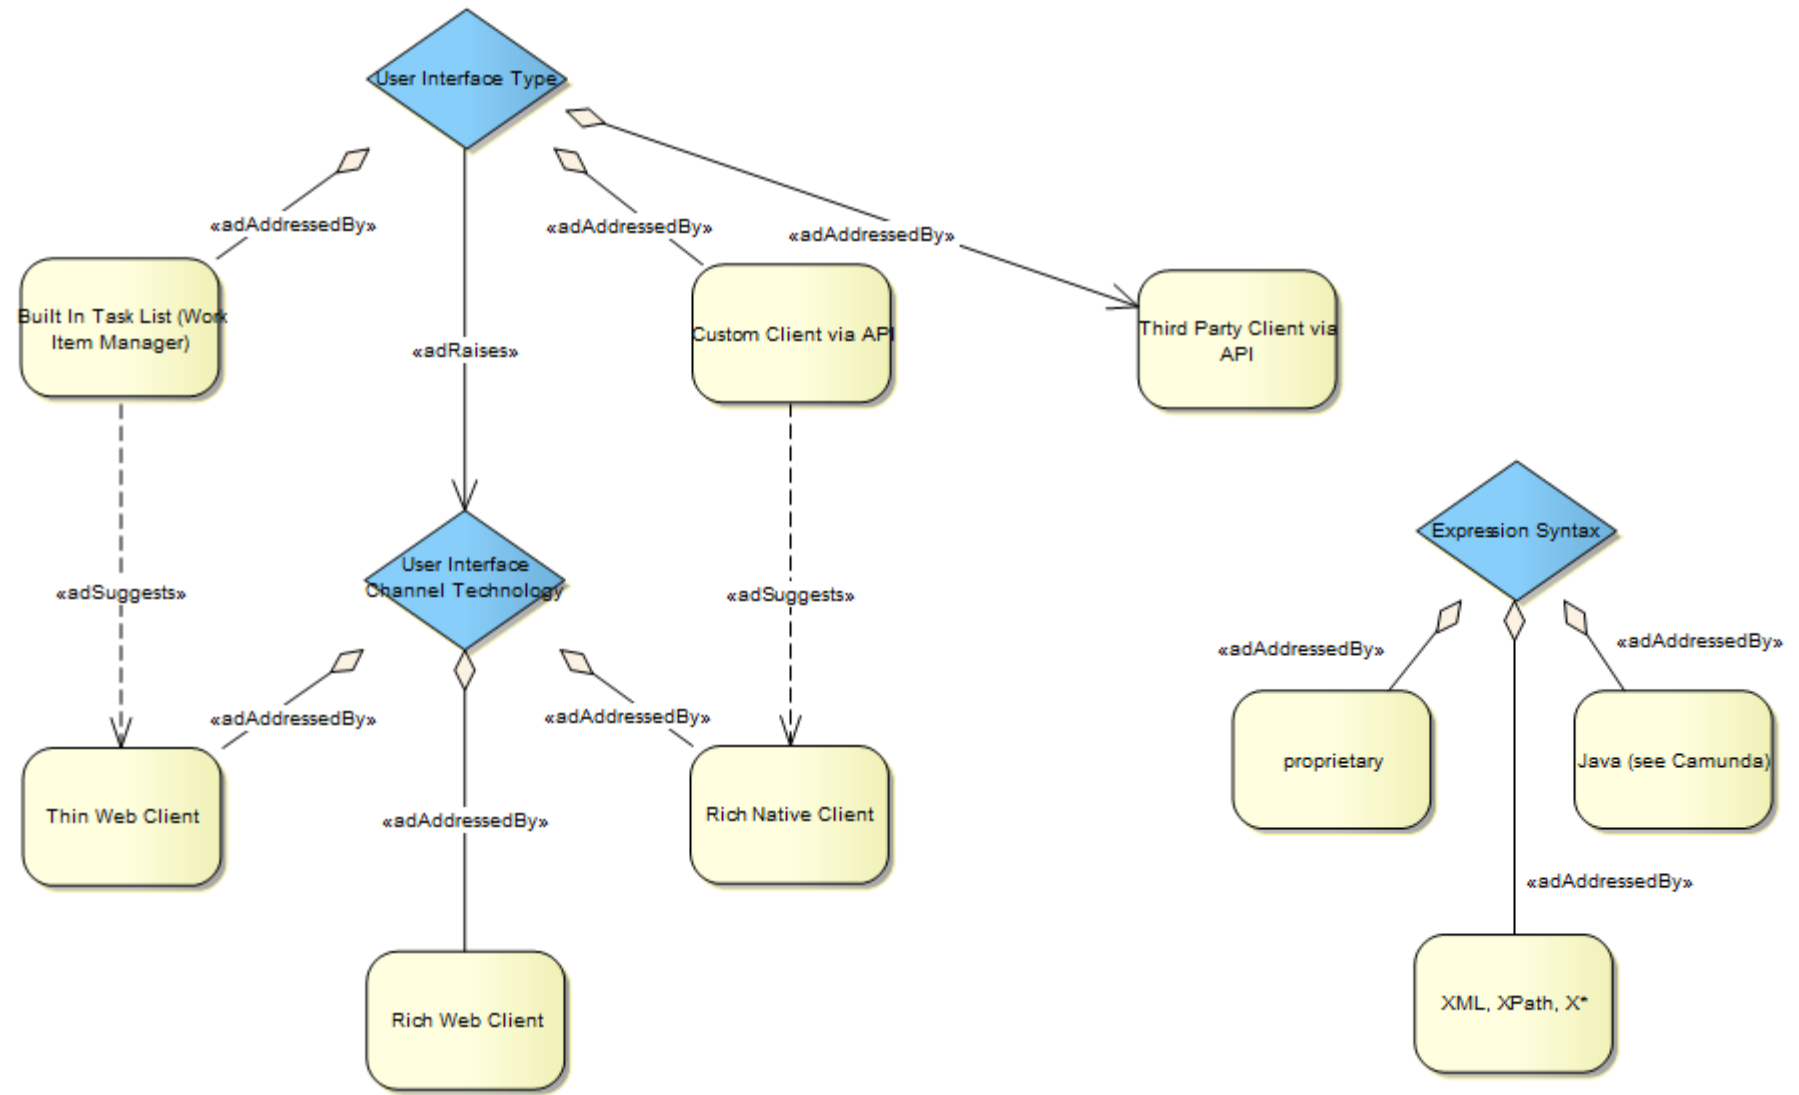 User Interface Type
«adAddressedBy»
«adAddressedBy»
«adAddressedBy»
Built In Task List (Work
Item Manager)
«adRaises»
Custom Client via API
Third Party Client via
API
User Interface
Channel Technology
«adSuggests»
«adSuggests»
«adAddressedBy»
«adAddressedBy»
Thin Web Client
«adAddressedBy»
Rich Native Client
Rich Web Client
Expression Syntax
«adAddressedBy»
«adAddressedBy»
proprietary
Java (see Camunda)
«adAddressedBy»
XML, XPath, X*